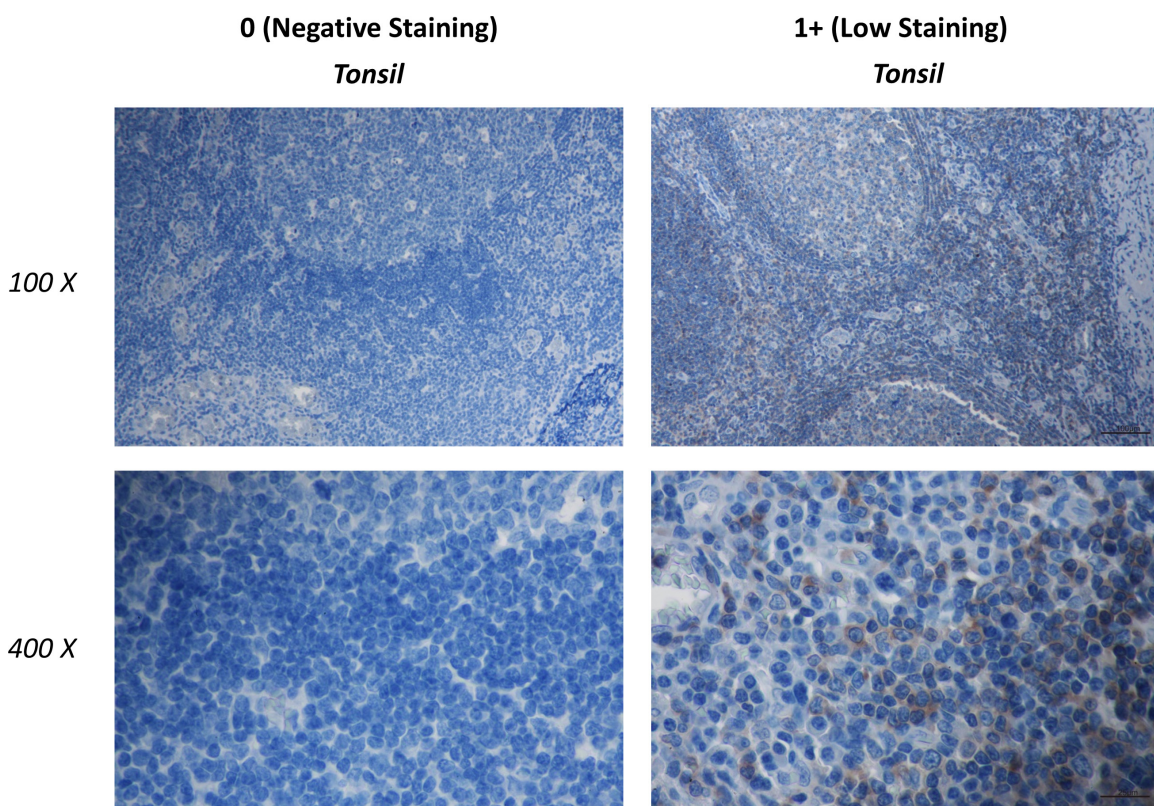 0 (Negative Staining)
1+ (Low Staining)
Tonsil
Tonsil
100 X
400 X